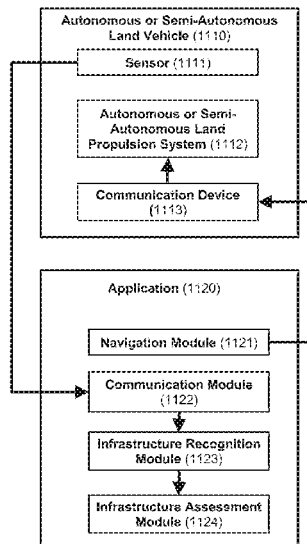 Autonomous or Semi-Autonomous
Land Vehicle (1110)
Sensor (1111)
Autonomous or Semi-
Autonomous Land
Propulsion System (1112)
Communication Device
(1113)
Application (1120)
Navigation Module (1121)
Communication Module
(1122)
Infrastructure Recognition
Module (1123)
Infrastructure Assessment
Module (1124)